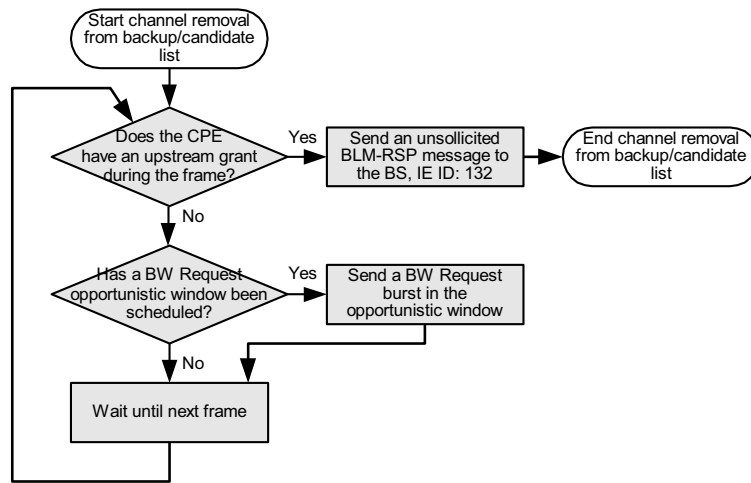 Start channel removal
from backup/candidate
list
Does the CPE
have an upstream grant
during the frame?
Yes
Send an unsollicited
BLM-RSP message to
the BS, IE ID: 132
End channel removal
from backup/candidate
list
No
Has a BW Request
opportunistic window been
scheduled?
Yes
Send a BW Request
burst in the
opportunistic window
No
Wait until next frame